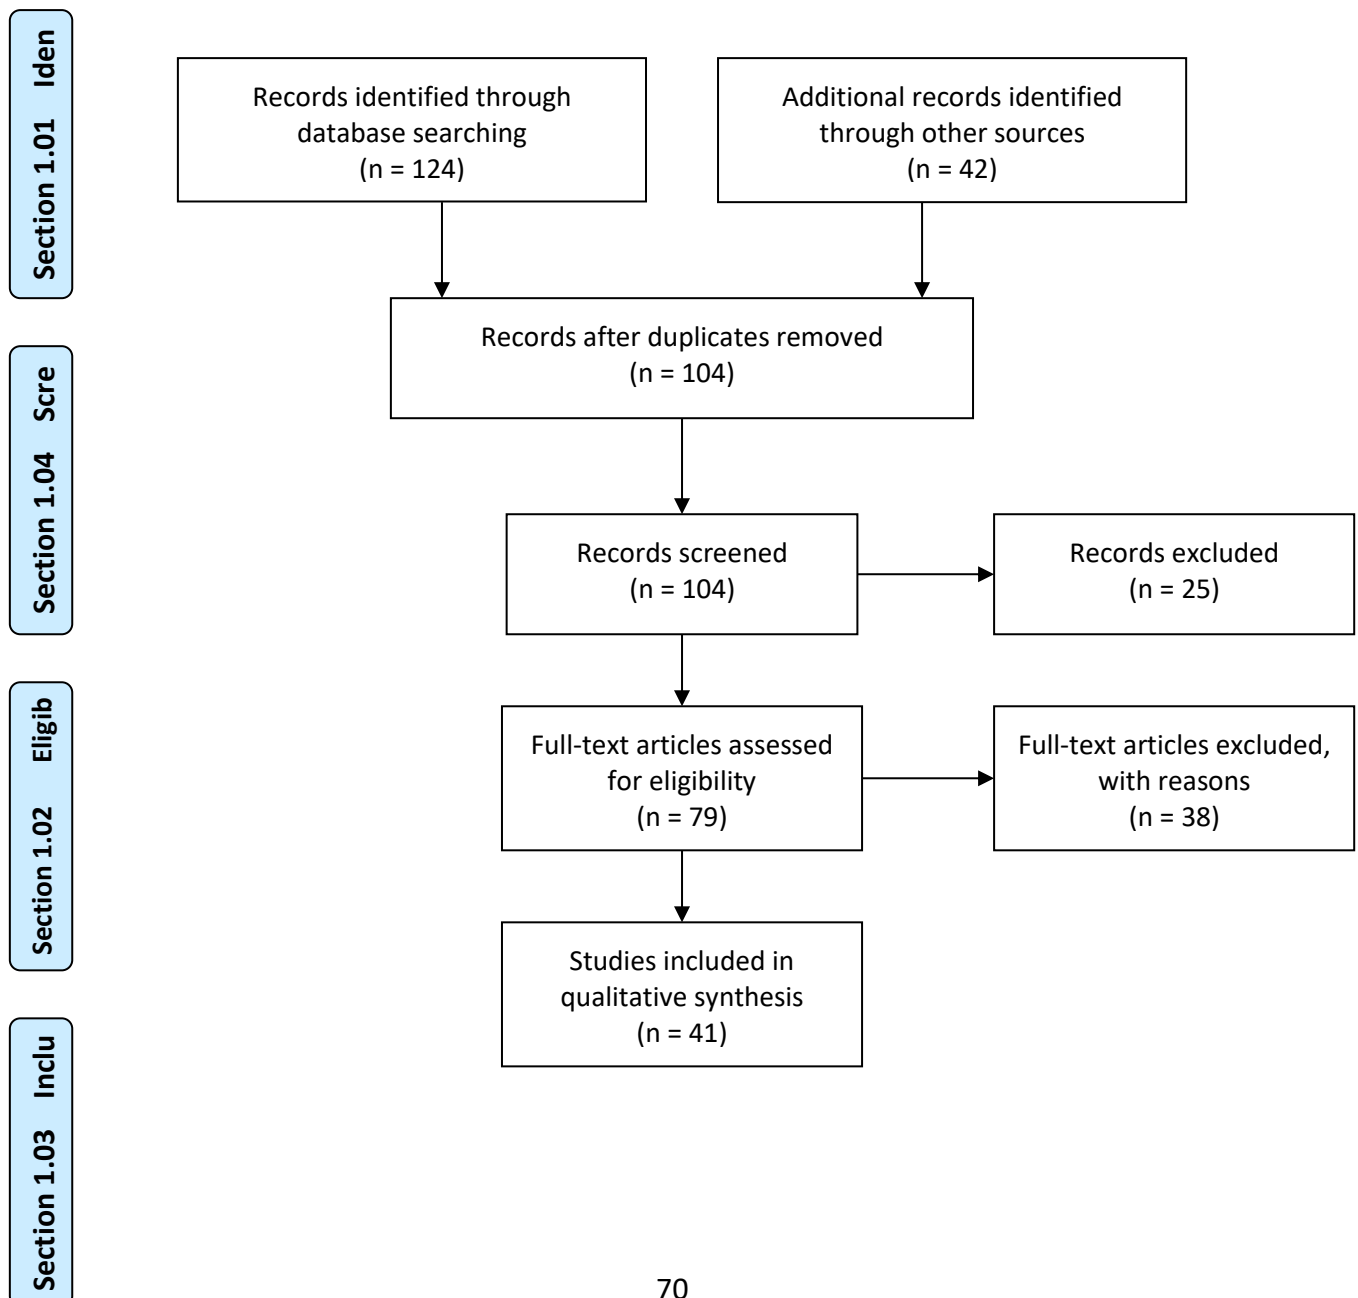 Section 1.01 Iden
Records identified through
database searching
(n = 124)
Additional records identified
through other sources
(n = 42)
Records after duplicates removed
(n = 104)
Section 1.04 Scre
Records screened
(n = 104)
Records excluded
(n = 25)
Section 1.02 Eligib
Full-text articles assessed
for eligibility
(n = 79)
Full-text articles excluded,
with reasons
(n = 38)
Studies included in
qualitative synthesis
(n = 41)
Section 1.03 Inclu
70